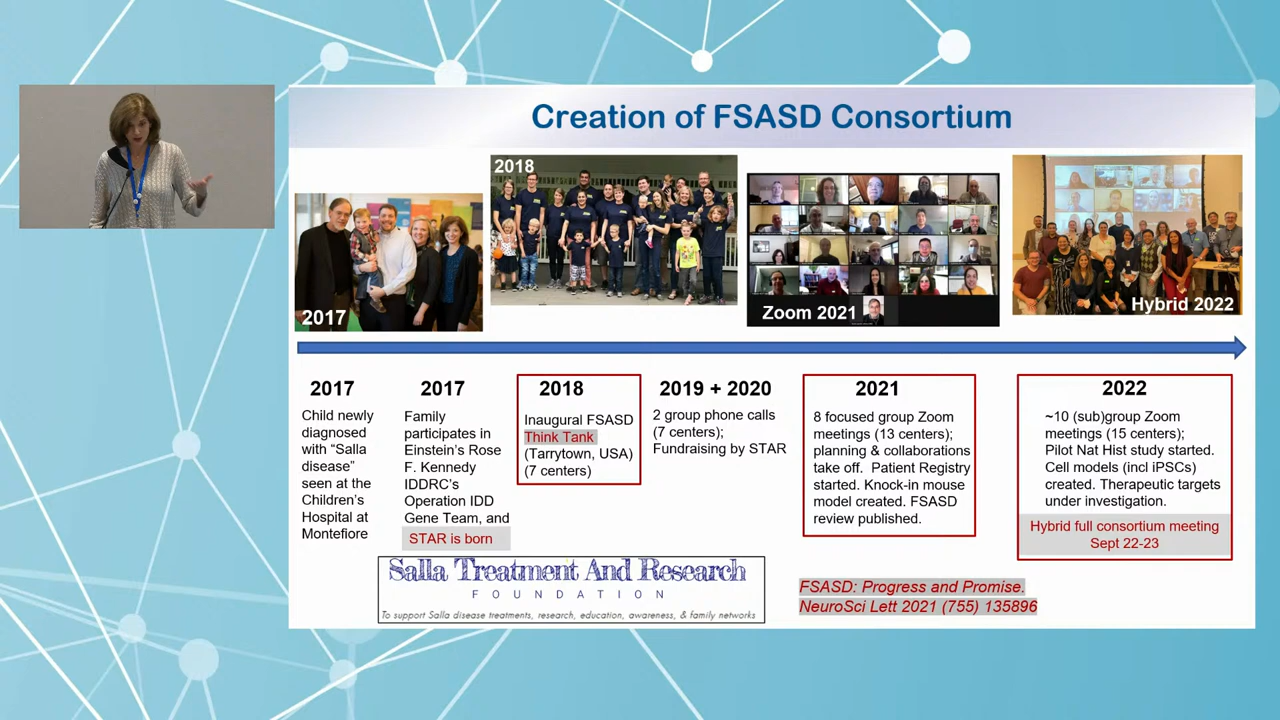 Creation of FSASD Consortium
2017
2018
Zoom 2021
Hybrid 2022
2017
Child newly
diagnosed
with “Salla
disease”
seen at the
Children’s
Hospital at
Montefiore
2017
Family
participates in
Einstein’s Rose
F. Kennedy
IDDRC’s
Operation IDD
Gene Team, and
STAR is born
2018
Inaugural FSASD
Think Tank
(Tarrytown, USA)
(7 centers)
2019 + 2020
2 group phone calls
(7 centers);
Fundraising by STAR
2021
8 focused group Zoom
meetings (13 centers);
planning & collaborations
take off. Patient Registry
started. Knock-in mouse
model created. FSASD
review published.
2022
~10 (sub)group Zoom
meetings (15 centers);
Pilot Nat Hist study started.
Cell models (incl iPSCs)
created. Therapeutic targets
under investigation.
Hybrid full consortium meeting
Sept 22-23
Salla Treatment And Research
FOUNDATION
To support Salla disease treatments, research, education, awareness, & family networks
FSASD: Progress and Promise.
NeuroSci Lett 2021 (755) 135896